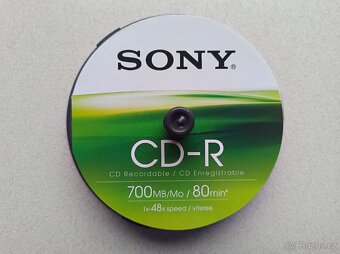 SONY®
CD-R
CD Recordable / CD Enregistrable
700MB/Mo / 80min*
1x-48x speed / vitesse